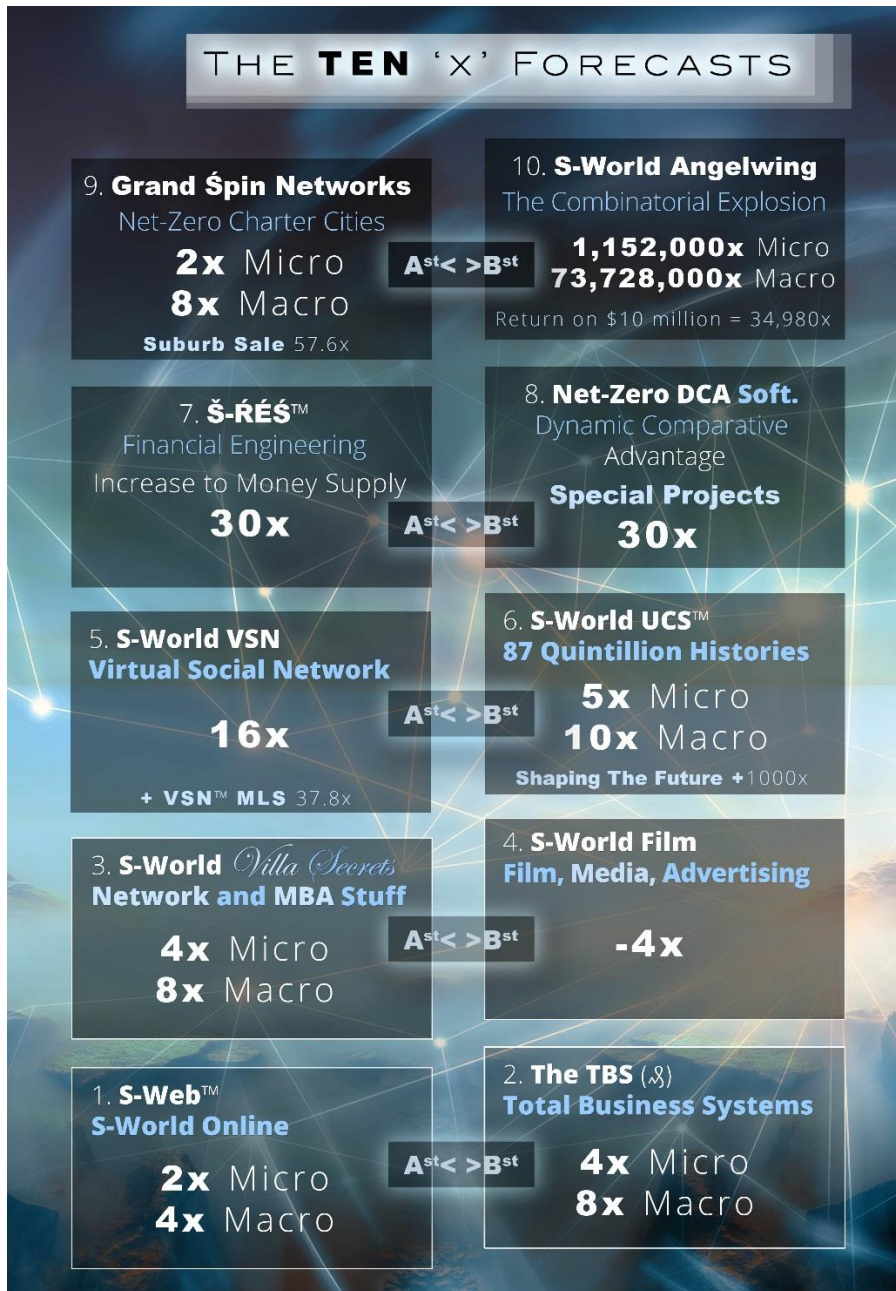 THE TEN ‘X’ FORECASTS
9. Grand Śpin Networks
Net-Zero Charter Cities
2x Micro
8x Macro
Suburb Sale 57.6x
Aˢᵗ< >Bˢᵗ
10. S-World Angelwing
The Combinatorial Explosion
1,152,000x Micro
73,728,000x Macro
Return on $10 million = 34,980x
7. Š-ŔÉŚ™
Financial Engineering
Increase to Money Supply
30x
Aˢᵗ< >Bˢᵗ
8. Net-Zero DCA Soft.
Dynamic Comparative
Advantage
Special Projects
30x
5. S-World VSN
Virtual Social Network
16x
+ VSN™ MLS 37.8x
Aˢᵗ< >Bˢᵗ
6. S-World UCS™
87 Quintillion Histories
5x Micro
10x Macro
Shaping The Future +1000x
3. S-World Villa Secrets
Network and MBA Stuff
4x Micro
8x Macro
Aˢᵗ< >Bˢᵗ
4. S-World Film
Film, Media, Advertising
-4x
1. S-Web™
S-World Online
2x Micro
4x Macro
Aˢᵗ< >Bˢᵗ
2. The TBS
Total Business Systems
4x Micro
8x Macro